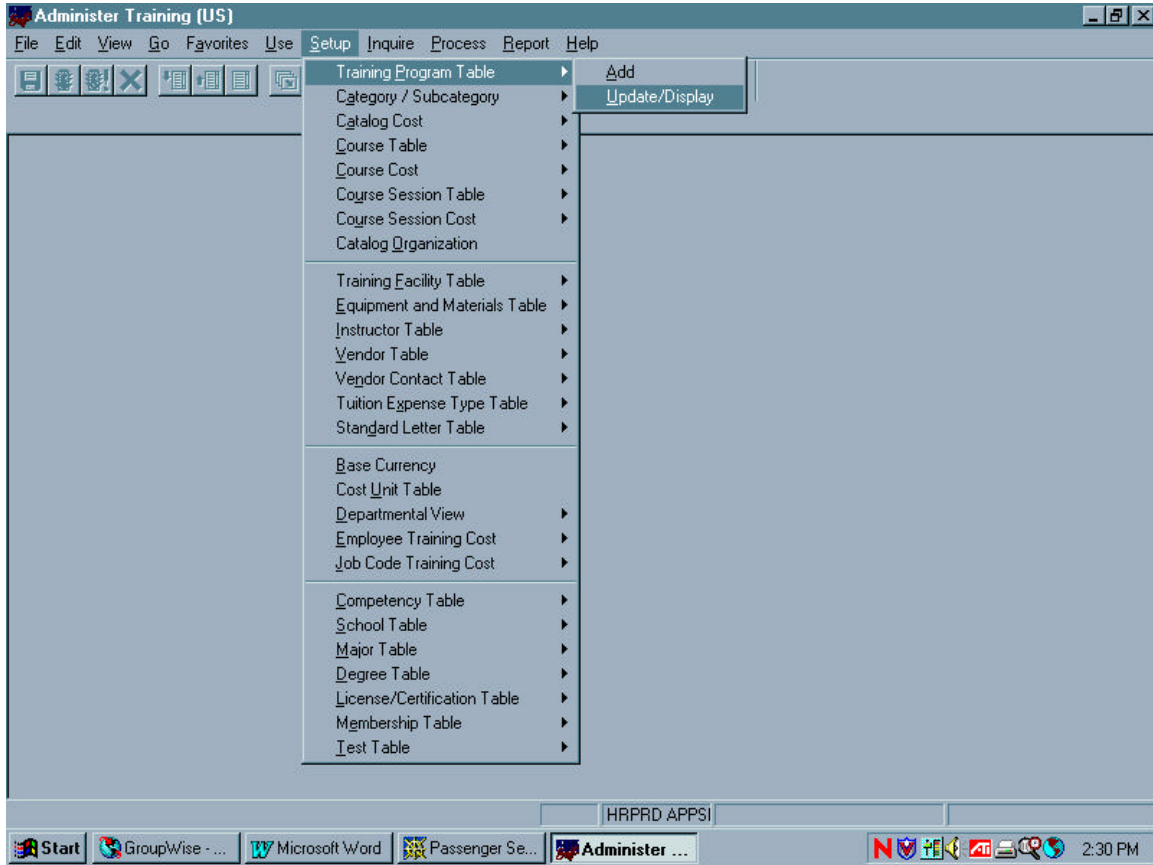 Administer Training (US)
File Edit View Go Favorites Use Setup Inquire Process Report Help
Training Program Table
Add
Category / Subcategory
Update/Display
Catalog Cost
Course Table
Course Cost
Course Session Table
Course Session Cost
Catalog Organization
Training Facility Table
Equipment and Materials Table
Instructor Table
Vendor Table
Vendor Contact Table
Tuition Expense Type Table
Standard Letter Table
Base Currency
Cost Unit Table
Departmental View
Employee Training Cost
Job Code Training Cost
Competency Table
School Table
Major Table
Degree Table
License/Certification Table
Membership Table
Test Table
HRPRD APPSI
Start GroupWise - ... Microsoft Word Passenger Se... Administer ... N ATI 2:30 PM